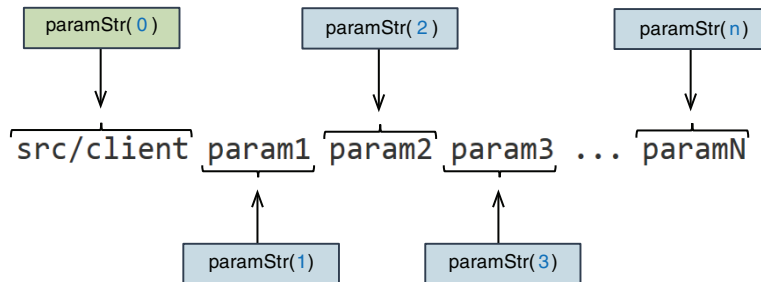 paramStr(0) paramStr(2) paramStr(n)
src/client param1 param2 param3 ... paramN
paramStr(1) paramStr(3)